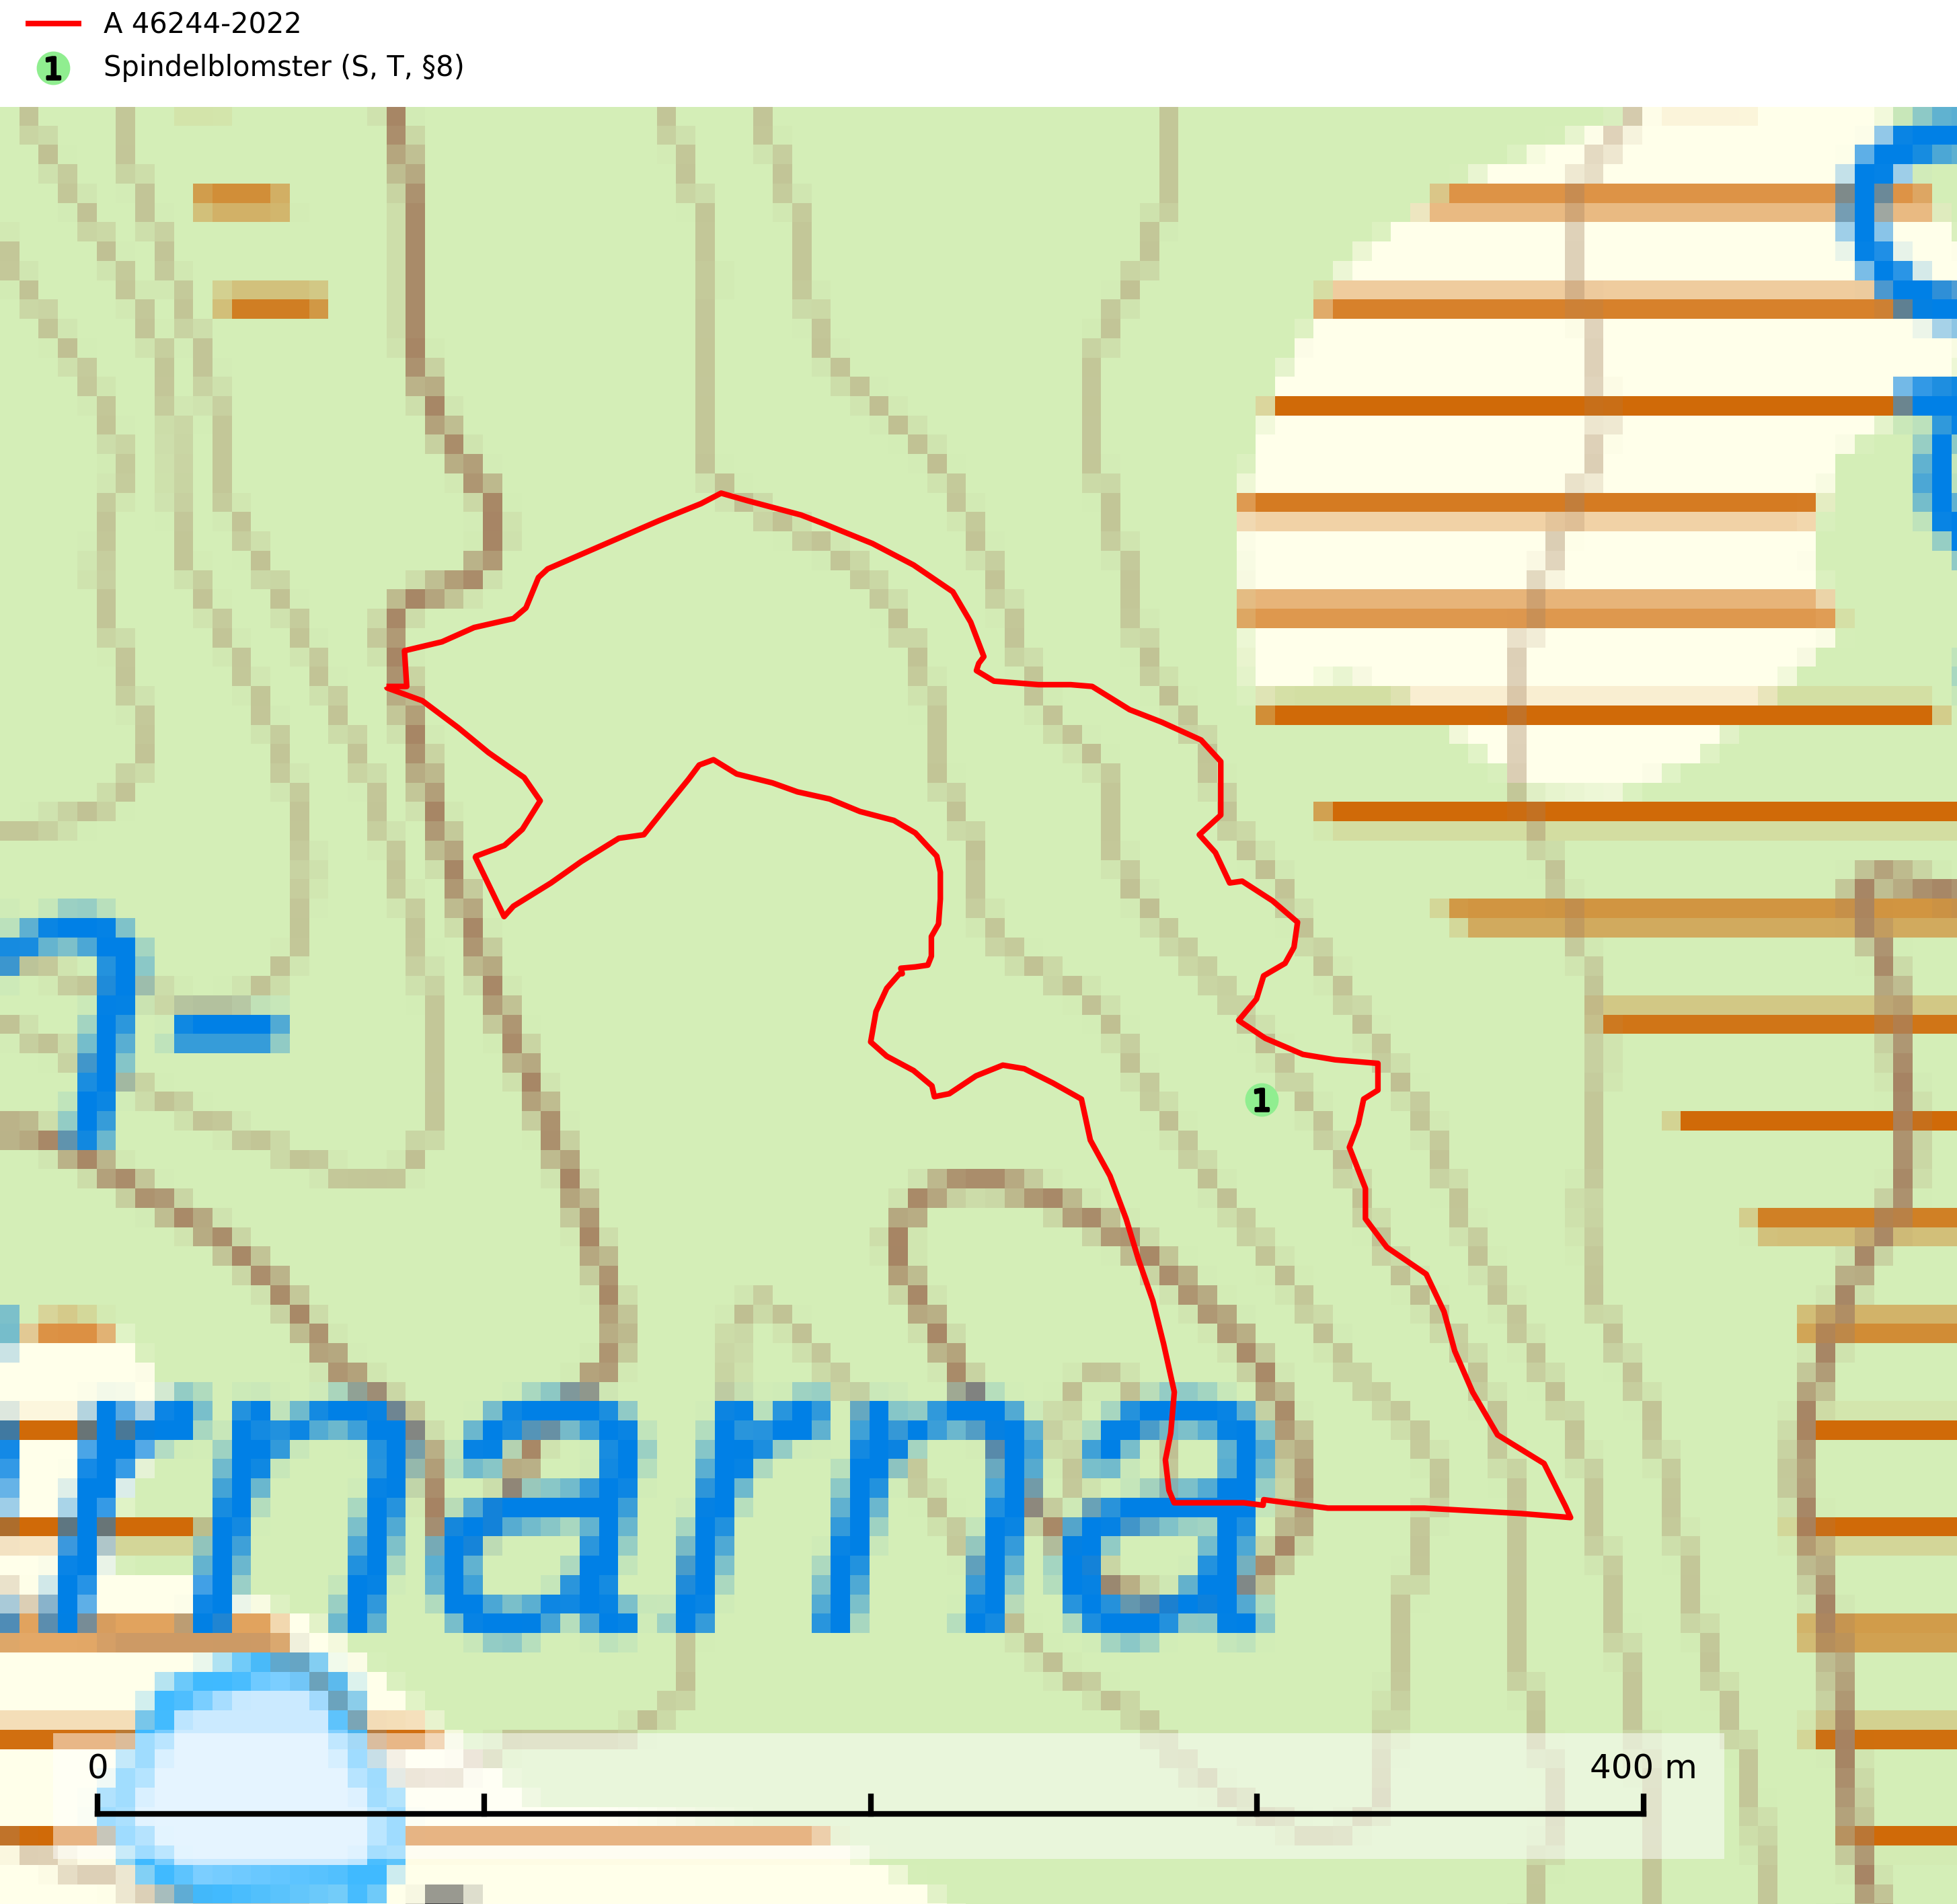 A 46244-2022
1 Spindelblomster (S, T, §8)
1
rnarna
0 400 m